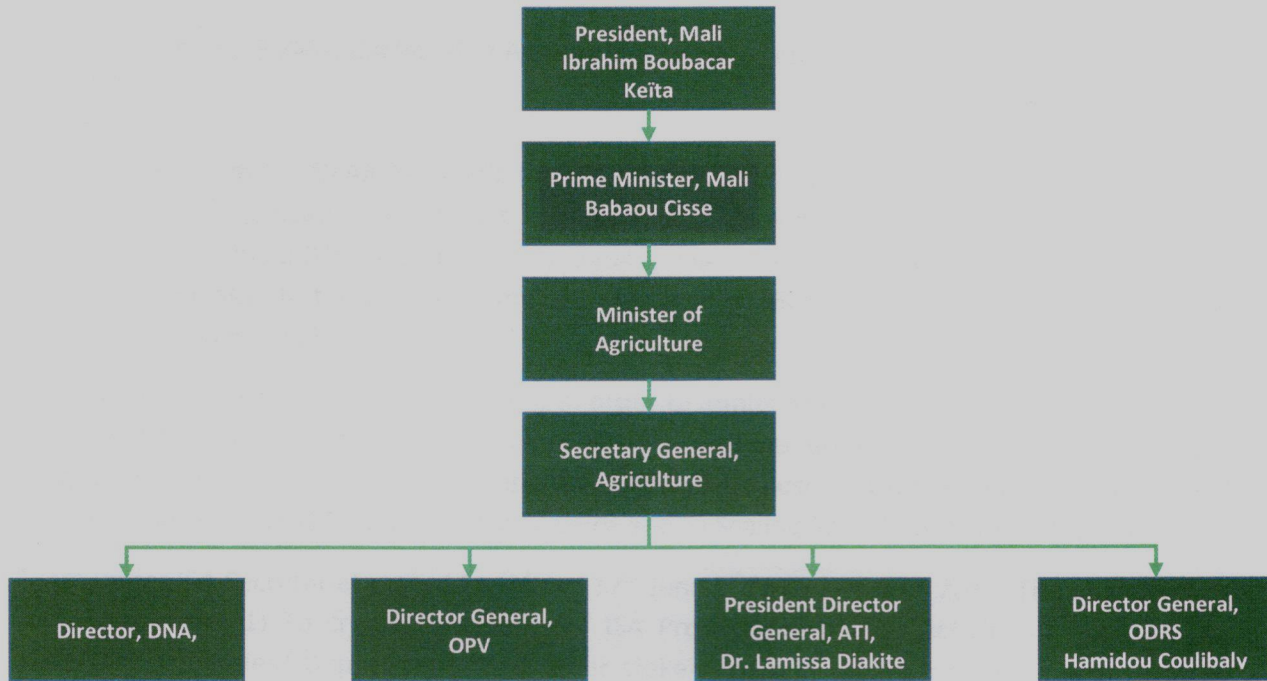 President, Mali
Ibrahim Boubacar
Keïta
Prime Minister, Mali
Babaou Cisse
Minister of
Agriculture
Secretary General,
Agriculture
Director, DNA,
Director General,
OPV
President Director
General, ATI,
Dr. Lamissa Diakite
Director General,
ODRS
Hamidou Coulibaly